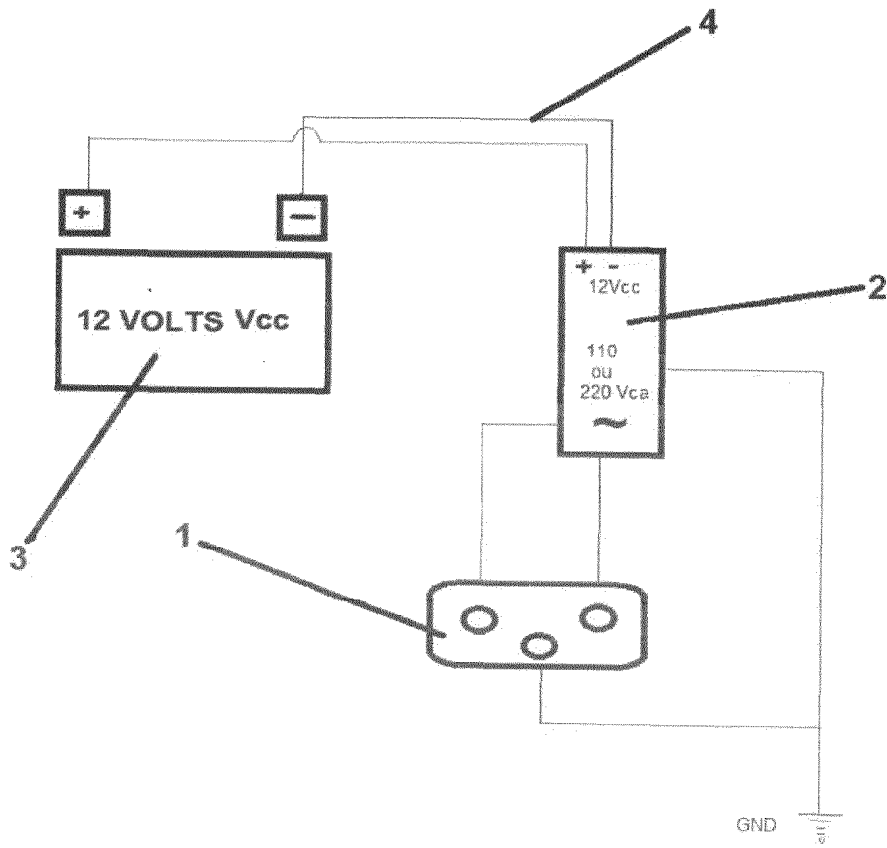 4
+
−
+ -
12Vcc
2
12 VOLTS Vcc
110
ou
220 Vca
~
3
1
GND